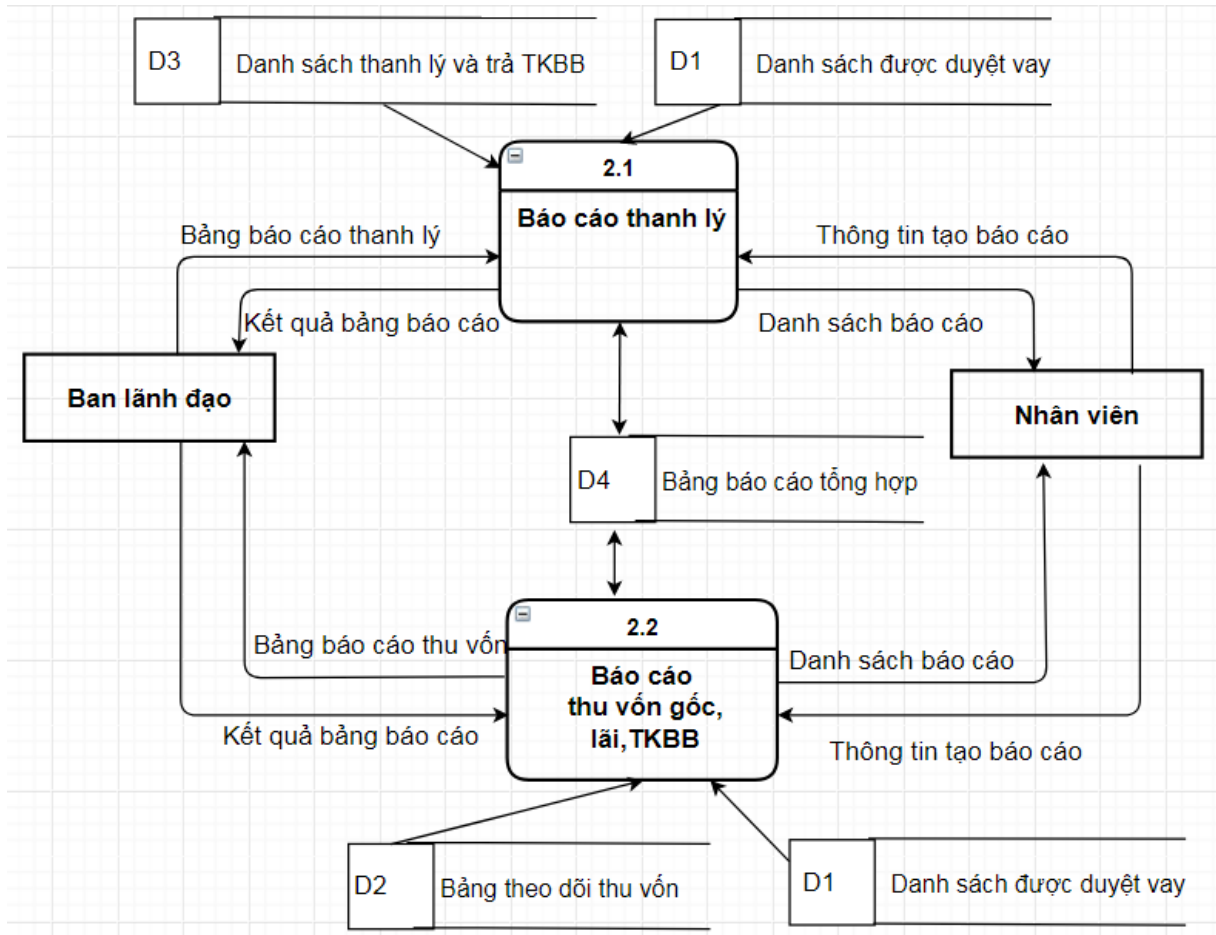 D3
Danh sách thanh lý và trả TKBB
D1
Danh sách được duyệt vay
2.1
Báo cáo thanh lý
Bảng báo cáo thanh lý
Thông tin tạo báo cáo
Kết quả bảng báo cáo
Danh sách báo cáo
Ban lãnh đạo
Nhân viên
D4
Bảng báo cáo tổng hợp
2.2
Báo cáo
thu vốn gốc,
lãi,TKBB
Bảng báo cáo thu vốn
Danh sách báo cáo
Kết quả bảng báo cáo
Thông tin tạo báo cáo
D2
Bảng theo dõi thu vốn
D1
Danh sách được duyệt vay